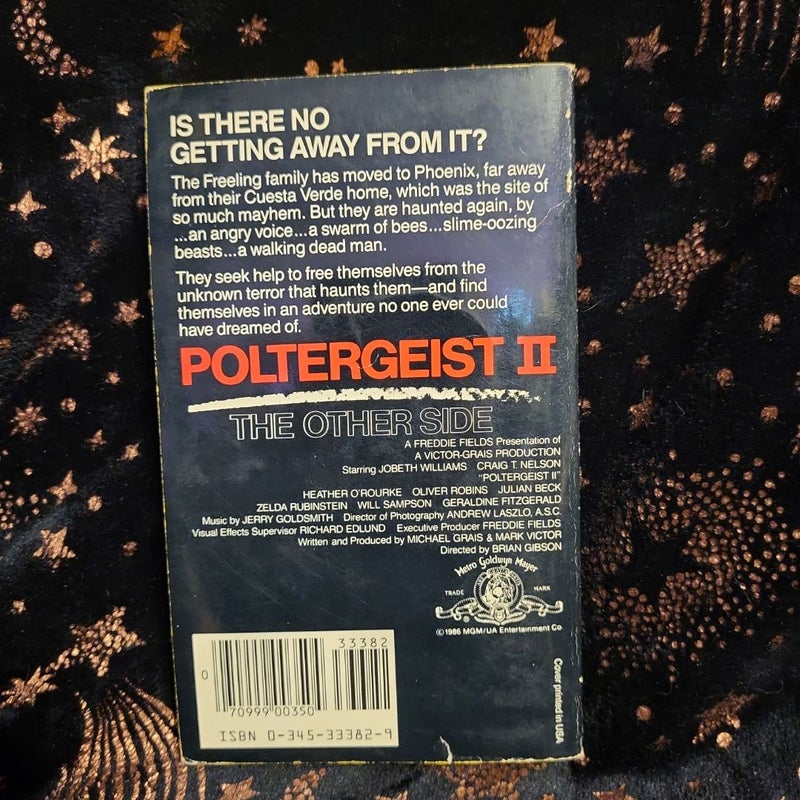 IS THERE NO
GETTING AWAY FROM IT?
The Freeling family has moved to Phoenix, far away
from their Cuesta Verde home, which was the site of
so much mayhem. But they are haunted again, by
...an angry voice...a swarm of bees...slime-oozing
beasts...a walking dead man.
They seek help to free themselves from the
unknown terror that haunts them—and find
themselves in an adventure no one ever could
have dreamed of.
POLTERGEIST II
THE OTHER SIDE
A FREDDIE FIELDS Presentation of
A VICTOR-GRAIS PRODUCTION
Starring JOBETH WILLIAMS CRAIG T. NELSON
"POLTERGEIST II"
HEATHER O'ROURKE OLIVER ROBINS JULIAN BECK
ZELDA RUBINSTEIN WILL SAMPSON GERALDINE FITZGERALD
Music by JERRY GOLDSMITH Director of Photography ANDREW LASZLO, A.S.C.
Visual Effects Supervisor RICHARD EDLUND Executive Producer FREDDIE FIELDS
Written and Produced by MICHAEL GRAIS & MARK VICTOR
Directed by BRIAN GIBSON
Metro Goldwyn Mayer
TRADE MARK
©1986 MGM/UA Entertainment Co.
33382
0
70999 00350
ISBN 0-345-33382-9
Cover printed in USA